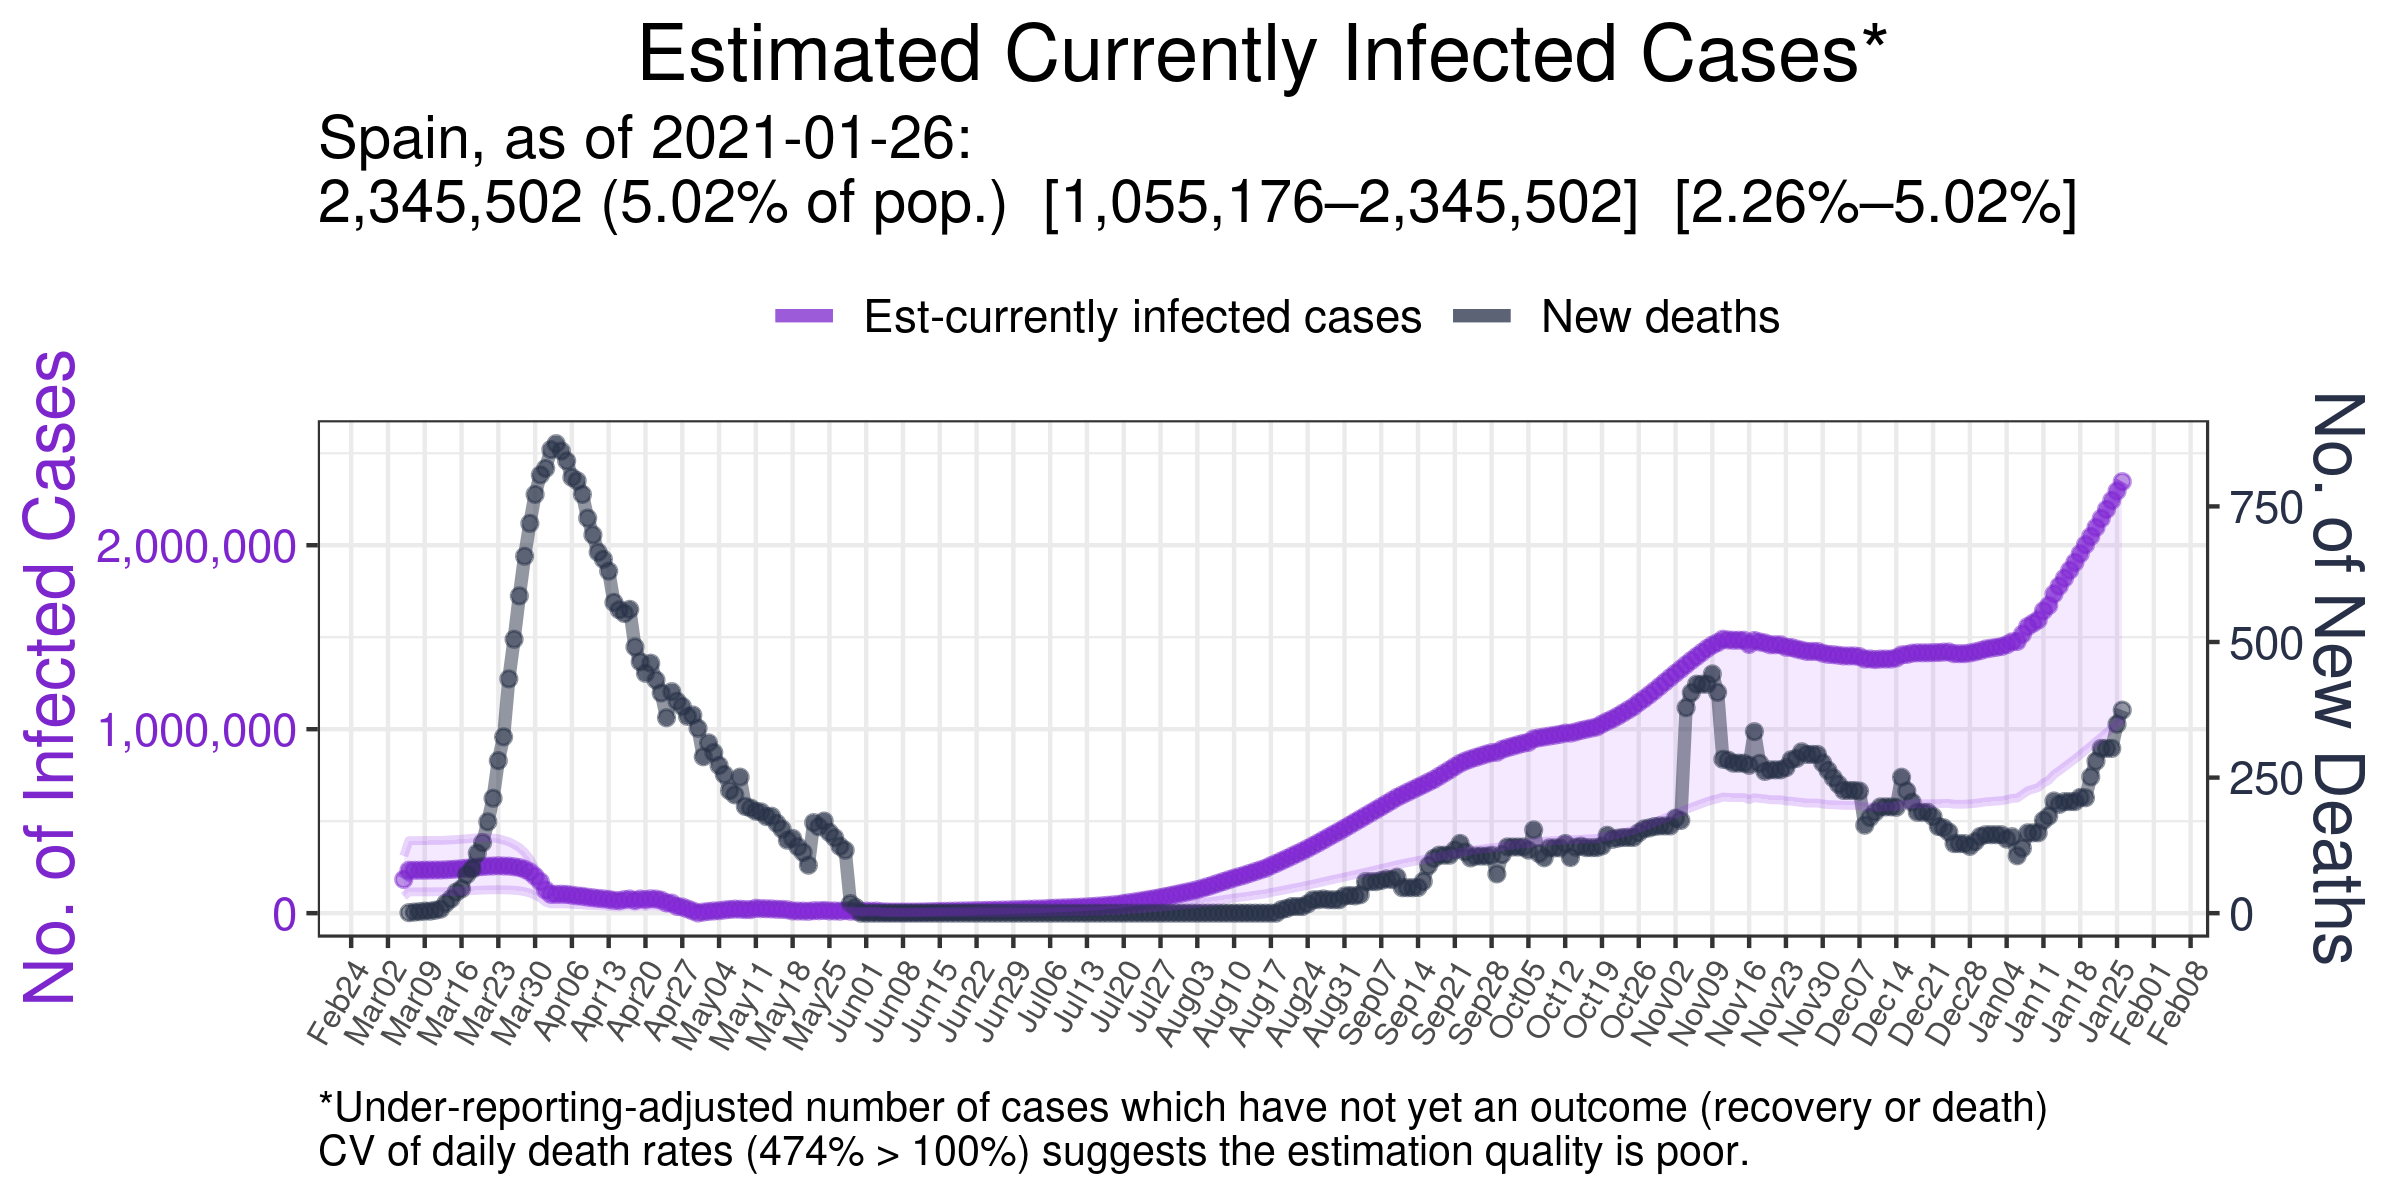 Estimated Currently Infected Cases*
Spain, as of 2021-01-26:
2,345,502 (5.02% of pop.) [1,055,176–2,345,502] [2.26%–5.02%]
Est-currently infected cases
New deaths
No. of Infected Cases
2,000,000
1,000,000
0
No. of New Deaths
750
500
250
0
Feb24
Mar02
Mar09
Mar16
Mar23
Mar30
Apr06
Apr13
Apr20
Apr27
May04
May11
May18
May25
Jun01
Jun08
Jun15
Jun22
Jun29
Jul06
Jul13
Jul20
Jul27
Aug03
Aug10
Aug17
Aug24
Aug31
Sep07
Sep14
Sep21
Sep28
Oct05
Oct12
Oct19
Oct26
Nov02
Nov09
Nov16
Nov23
Nov30
Dec07
Dec14
Dec21
Dec28
Jan04
Jan11
Jan18
Jan25
Feb01
Feb08
*Under-reporting-adjusted number of cases which have not yet an outcome (recovery or death)
CV of daily death rates (474% > 100%) suggests the estimation quality is poor.